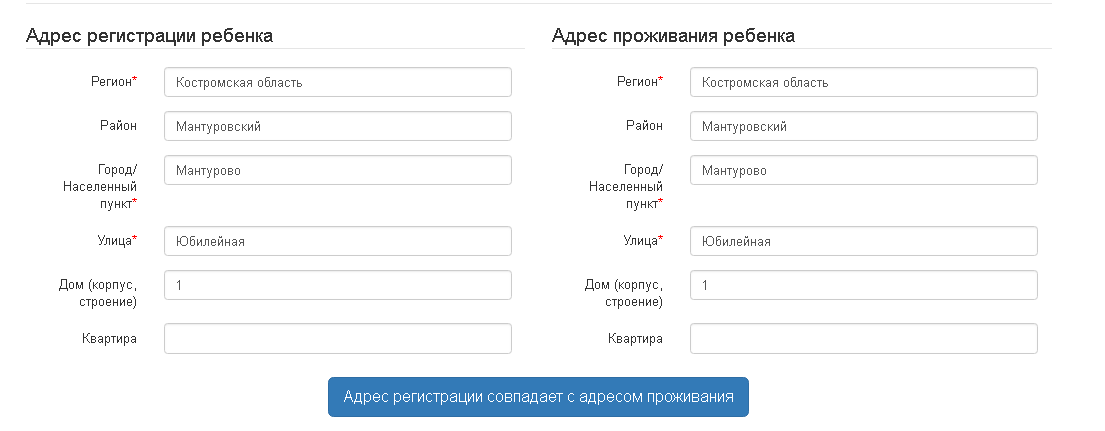 Адрес регистрации ребенка
Регион*
Костромская область
Район
Мантуровский
Город/
Населенный
пункт*
Мантурово
Улица*
Юбилейная
Дом (корпус,
строение)
1
Квартира
Адрес проживания ребенка
Регион*
Костромская область
Район
Мантуровский
Город/
Населенный
пункт*
Мантурово
Улица*
Юбилейная
Дом (корпус,
строение)
1
Квартира
Адрес регистрации совпадает с адресом проживания